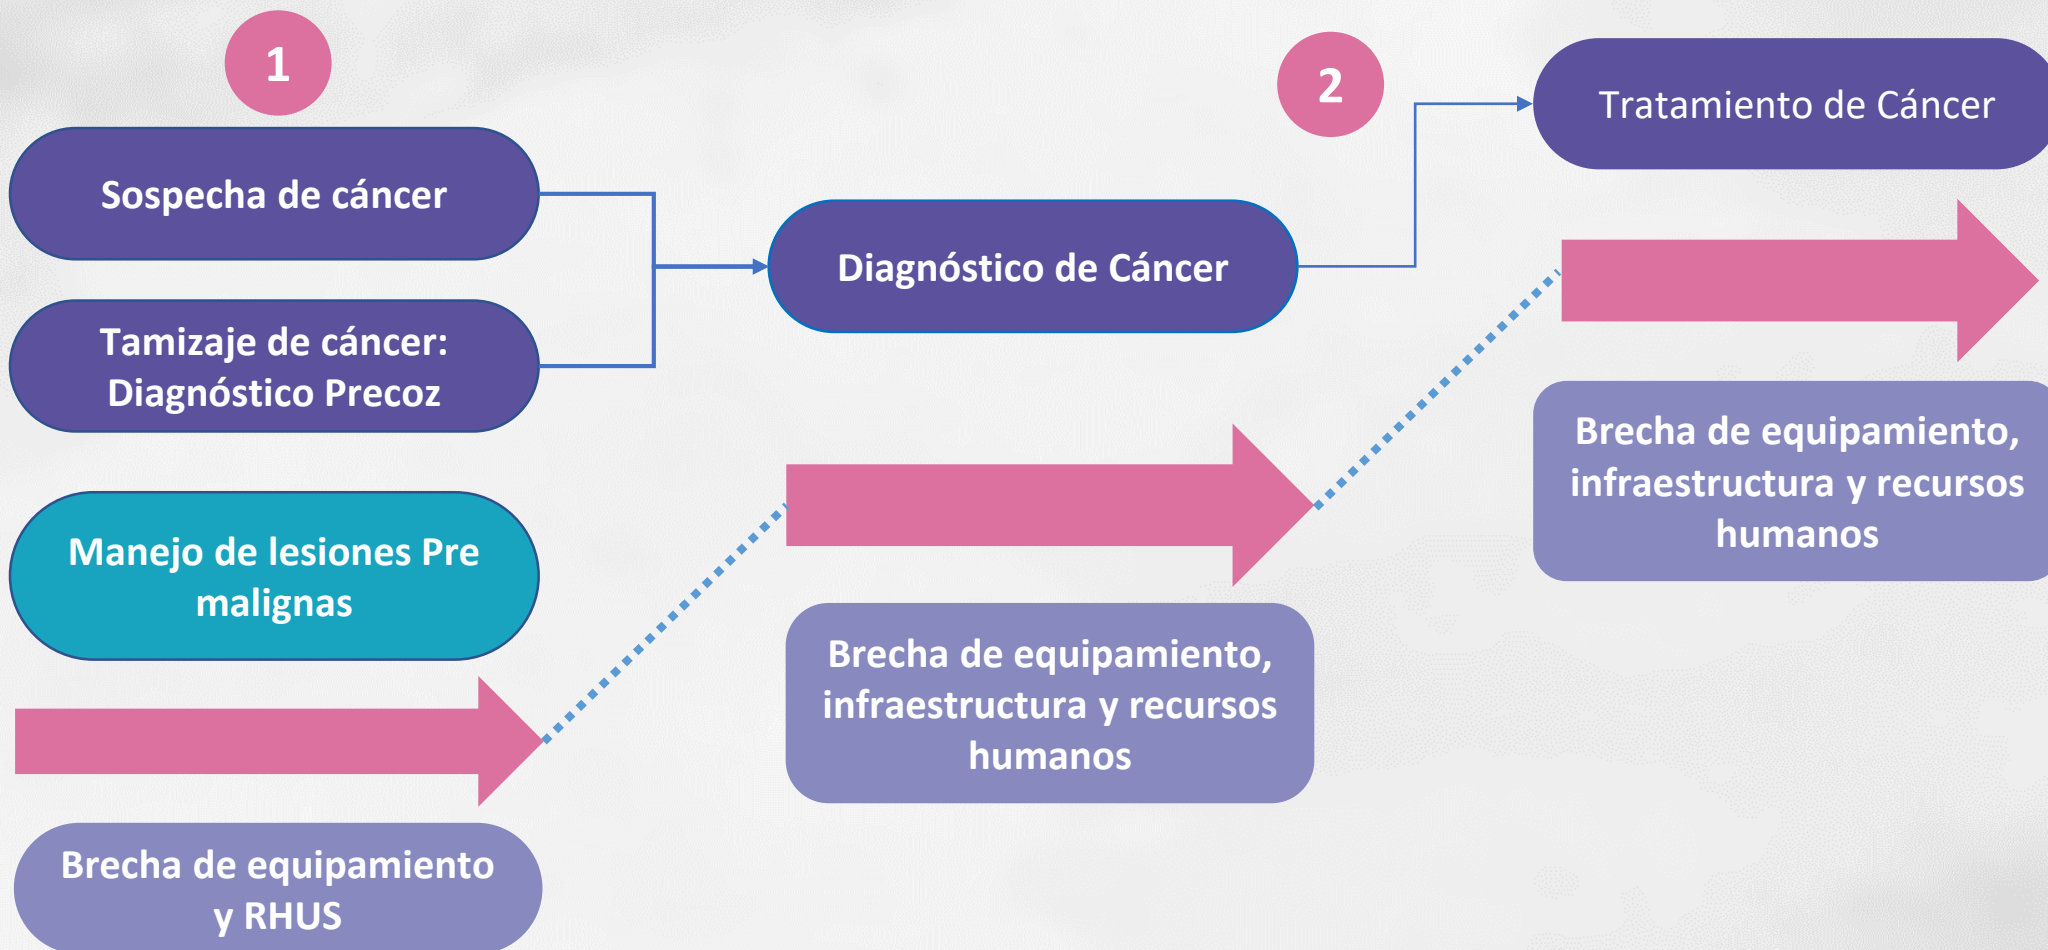 1
Sospecha de cáncer
Tamizaje de cáncer:
Diagnóstico Precoz
Manejo de lesiones Pre
malignas
Brecha de equipamiento
y RHUS
Diagnóstico de Cáncer
Brecha de equipamiento,
infraestructura y recursos
humanos
2
Tratamiento de Cáncer
Brecha de equipamiento,
infraestructura y recursos
humanos